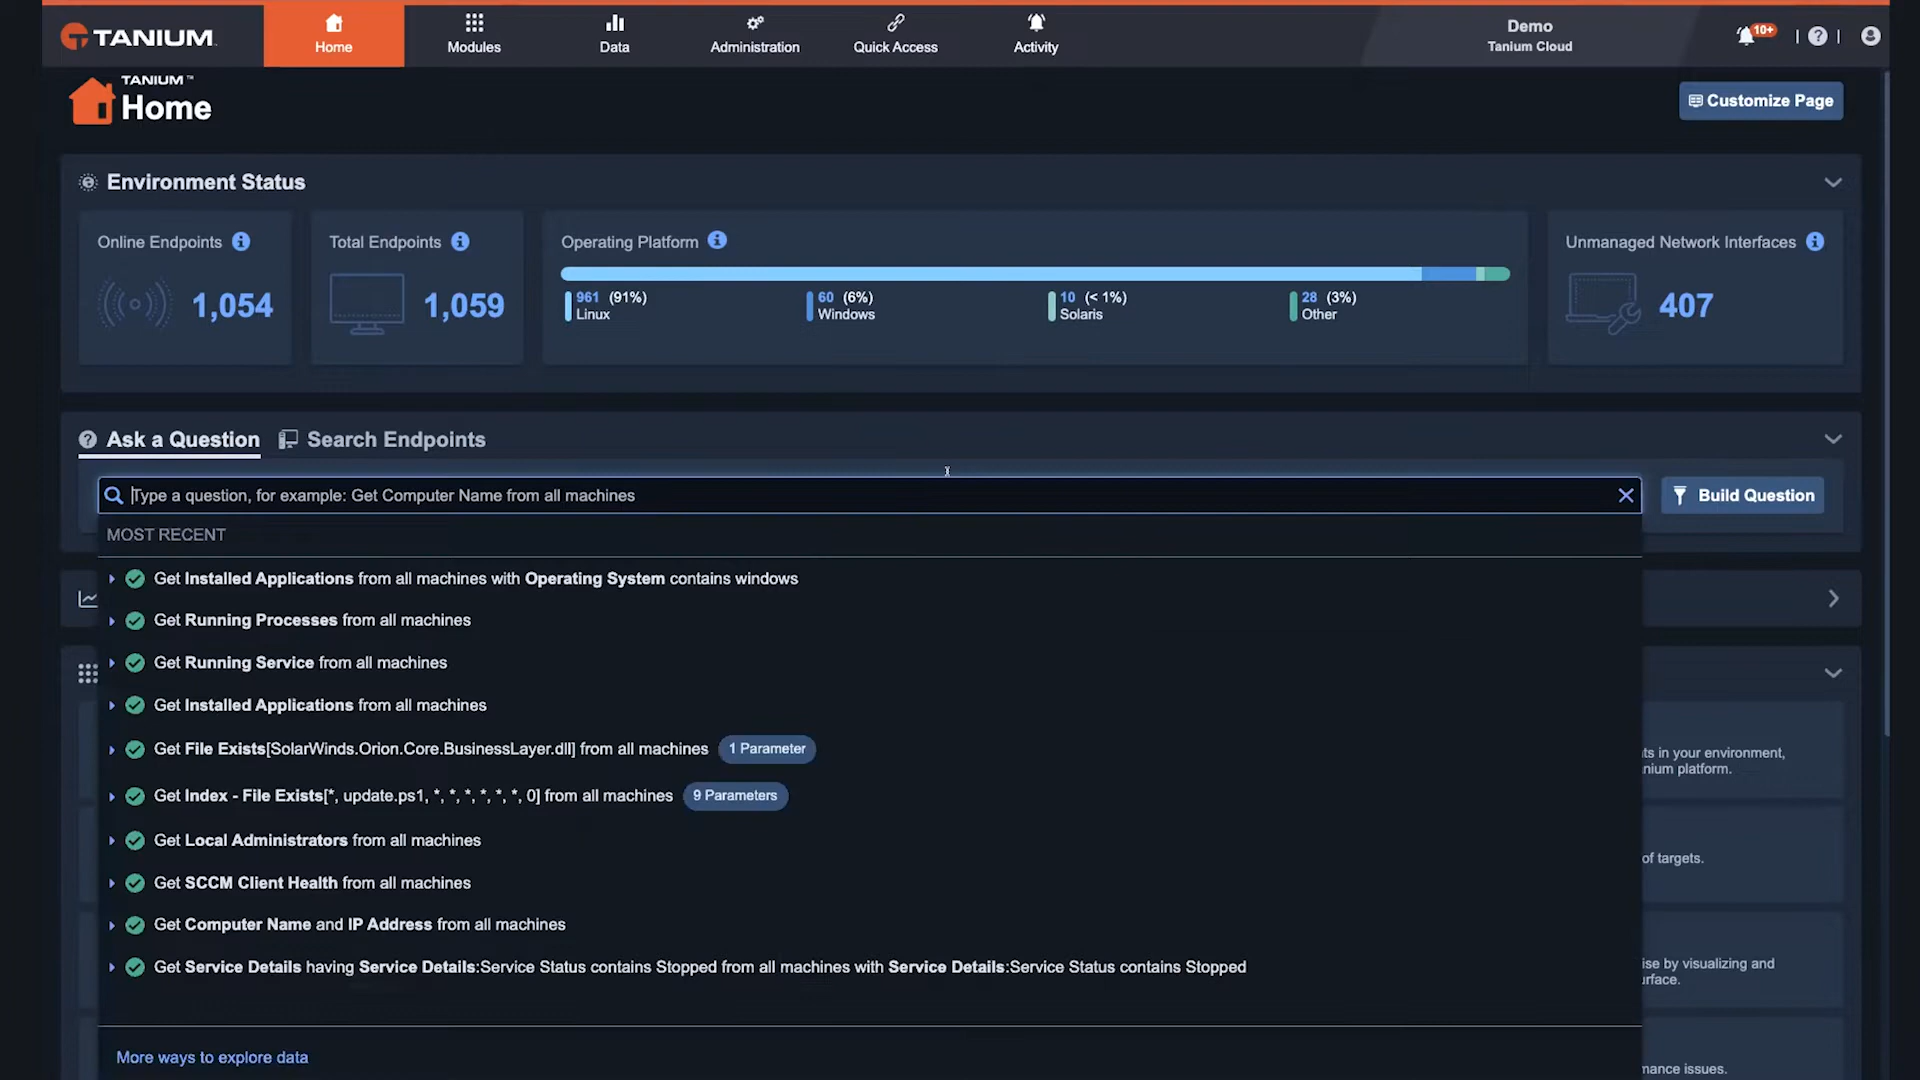 TANIUM
Home
Modules
Data
Administration
Quick Access
Activity
Demo
Tanium Cloud
10+
TANIUM™
Home
Customize Page
Environment Status
Online Endpoints
1,054
Total Endpoints
1,059
Operating Platform
961 (91%)
Linux
60 (6%)
Windows
10 (< 1%)
Solaris
28 (3%)
Other
Unmanaged Network Interfaces
407
Ask a Question
Search Endpoints
Type a question, for example: Get Computer Name from all machines
Build Question
MOST RECENT
Get Installed Applications from all machines with Operating System contains windows
Get Running Processes from all machines
Get Running Service from all machines
Get Installed Applications from all machines
Get File Exists[SolarWinds.Orion.Core.BusinessLayer.dll] from all machines 1 Parameter
Get Index - File Exists[*, update.ps1, *, *, *, *, *, *, 0] from all machines 9 Parameters
Get Local Administrators from all machines
Get SCCM Client Health from all machines
Get Computer Name and IP Address from all machines
Get Service Details having Service Details:Service Status contains Stopped from all machines with Service Details:Service Status contains Stopped
More ways to explore data
ts in your environment,
nium platform.
of targets.
ise by visualizing and
urface.
mance issues.